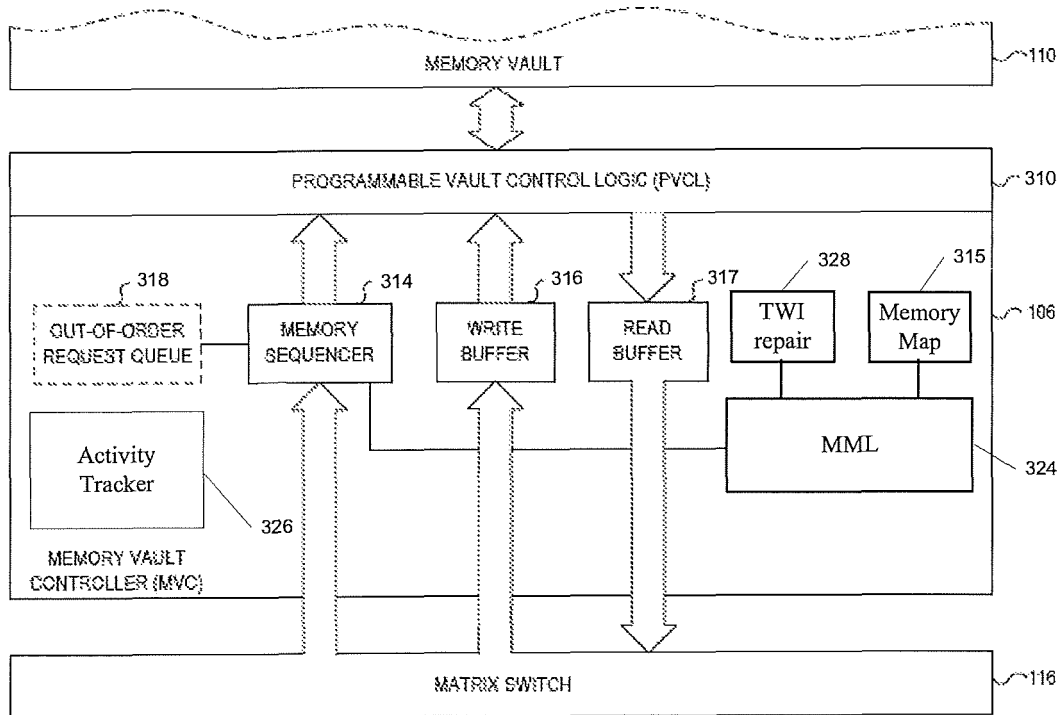 MEMORY VAULT
110
PROGRAMMABLE VAULT CONTROL LOGIC (PVCL)
310
318
314
316
317
328
315
OUT-OF-ORDER
REQUEST QUEUE
MEMORY
SEQUENCER
WRITE
BUFFER
READ
BUFFER
TWI
repair
Memory
Map
106
Activity
Tracker
326
MML
324
MEMORY VAULT
CONTROLLER (MVC)
MATRIX SWITCH
116